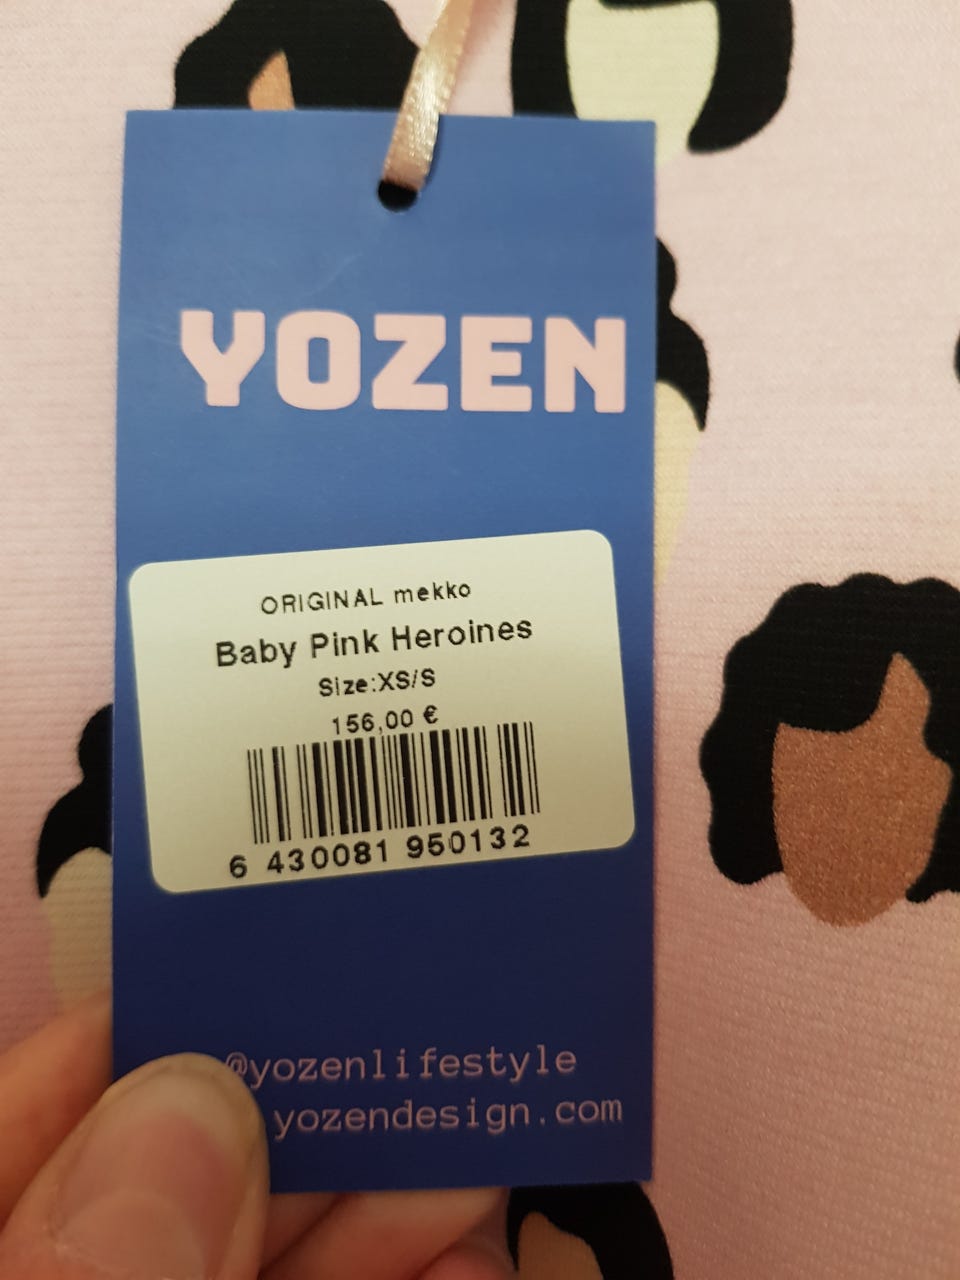 YOZEN
ORIGINAL mekko
Baby Pink Heroines
Size:XS/S
156,00 €
6 430081 950132
@yozenlifestyle
yozendesign.com